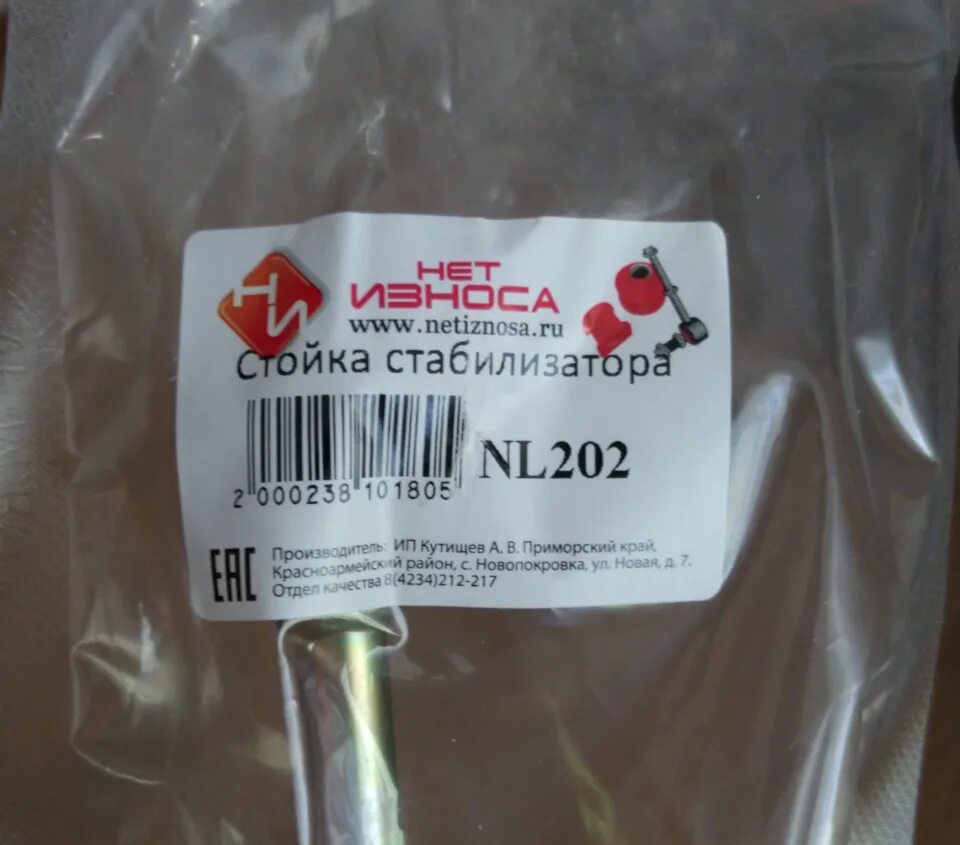 НИ
НЕТ
ИЗНОСА
www.netiznosa.ru
Стойка стабилизатора
NL202
2 000238 101805
EAC
Производитель: ИП Кутищев А. В. Приморский край,
Красноармейский район, с. Новопокровка, ул. Новая, д. 7.
Отдел качества 8(4234)212-217